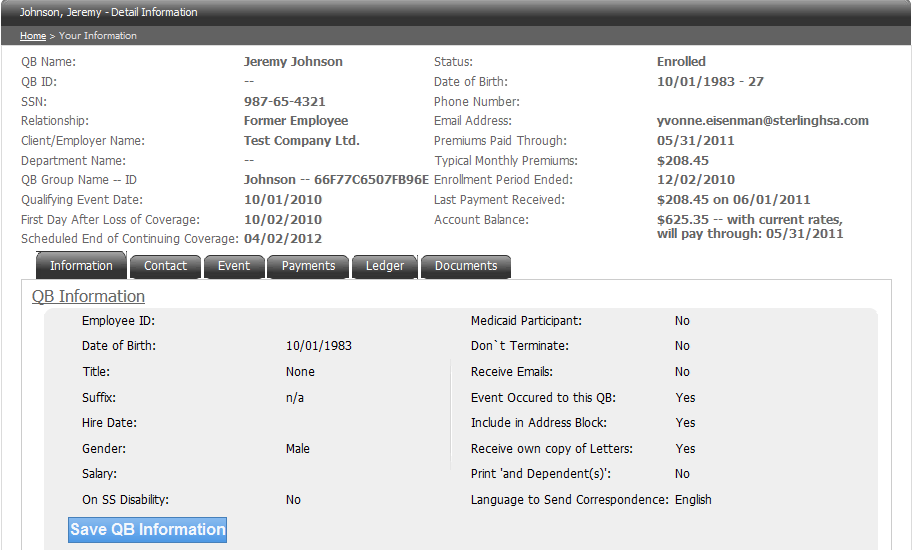 Johnson, Jeremy - Detail Information
Home > Your Information
QB Name: Jeremy Johnson Status: Enrolled
QB ID: -- Date of Birth: 10/01/1983 - 27
SSN: 987-65-4321 Phone Number:
Relationship: Former Employee Email Address: yvonne.eisenman@sterlinghsa.com
Client/Employer Name: Test Company Ltd. Premiums Paid Through: 05/31/2011
Department Name: -- Typical Monthly Premiums: $208.45
QB Group Name -- ID Johnson -- 66F77C6507FB96E Enrollment Period Ended: 12/02/2010
Qualifying Event Date: 10/01/2010 Last Payment Received: $208.45 on 06/01/2011
First Day After Loss of Coverage: 10/02/2010 Account Balance: $625.35 -- with current rates,
will pay through: 05/31/2011
Scheduled End of Continuing Coverage: 04/02/2012
Information Contact Event Payments Ledger Documents
QB Information
Employee ID: Medicaid Participant: No
Date of Birth: 10/01/1983 Don`t Terminate: No
Title: None Receive Emails: No
Suffix: n/a Event Occured to this QB: Yes
Hire Date: Include in Address Block: Yes
Gender: Male Receive own copy of Letters: Yes
Salary: Print 'and Dependent(s)': No
On SS Disability: No Language to Send Correspondence: English
Save QB Information